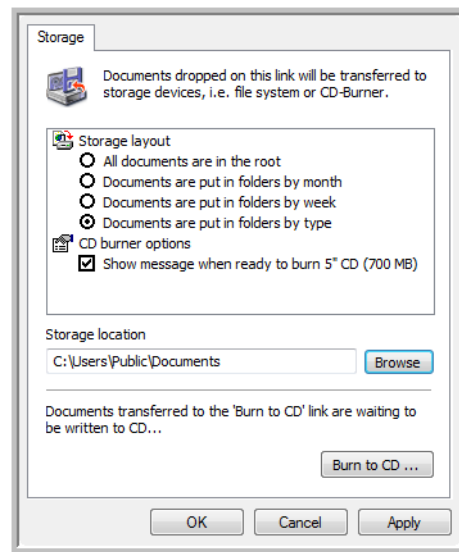 Storage
Documents dropped on this link will be transferred to
storage devices, i.e. file system or CD-Burner.
Storage layout
All documents are in the root
Documents are put in folders by month
Documents are put in folders by week
Documents are put in folders by type
CD burner options
Show message when ready to burn 5" CD (700 MB)
Storage location
C:\Users\Public\Documents
Browse
Documents transferred to the 'Burn to CD' link are waiting to
be written to CD...
Burn to CD ...
OK
Cancel
Apply